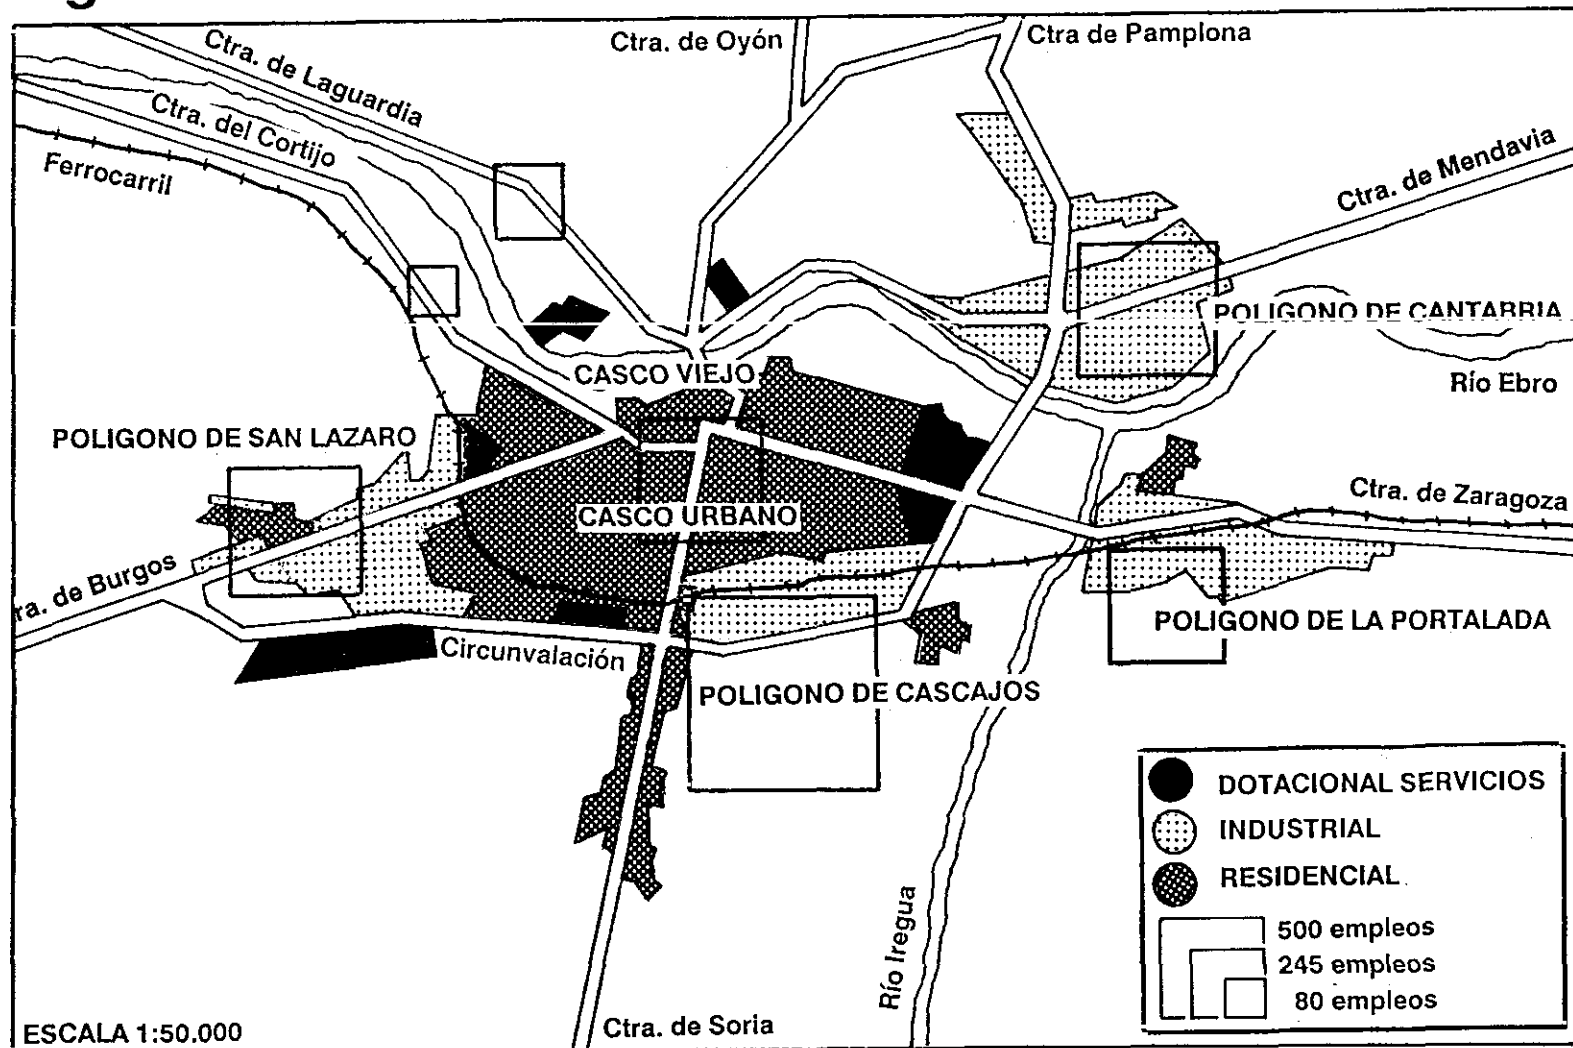 Ctra. de Oyón
Ctra de Pamplona
Ctra. de Laguardia
Ctra. del Cortijo
Ferrocarril
Ctra. de Mendavia
POLIGONO DE CANTABRIA
Río Ebro
CASCO VIEJO
POLIGONO DE SAN LAZARO
CASCO URBANO
Ctra. de Zaragoza
ra. de Burgos
POLIGONO DE LA PORTALADA
Circunvalación
POLIGONO DE CASCAJOS
DOTACIONAL SERVICIOS
INDUSTRIAL
RESIDENCIAL
500 empleos
245 empleos
80 empleos
Río Iregua
Ctra. de Soria
ESCALA 1:50.000